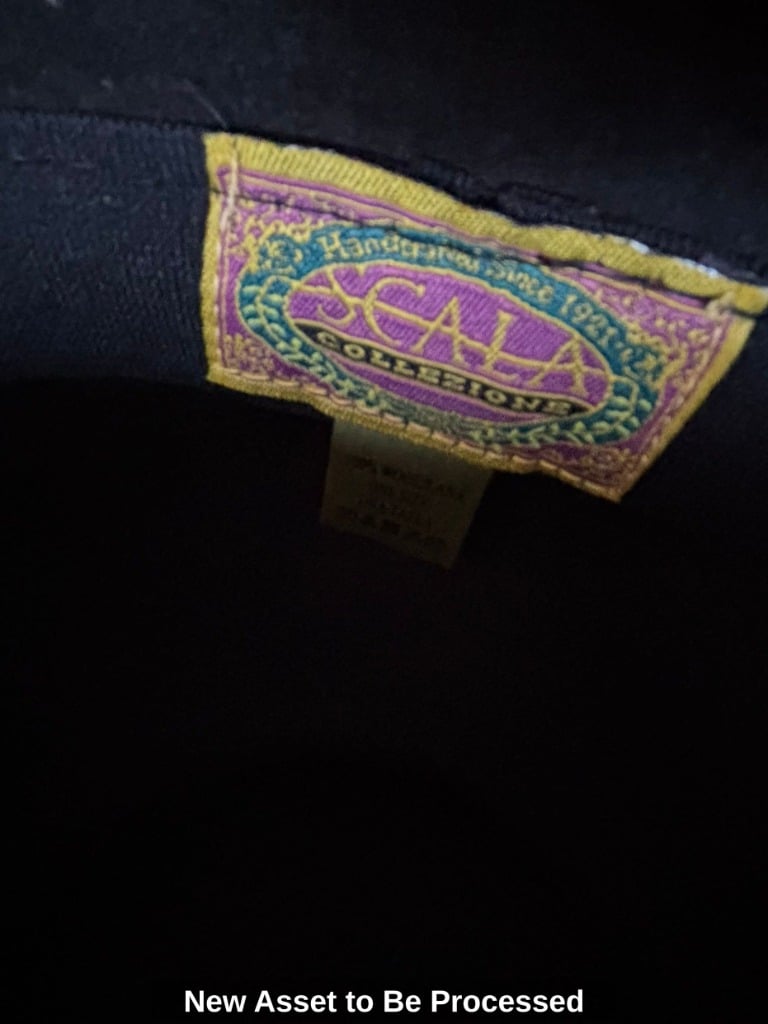 Handcrafted Since 1921
SCALA
COLLEZIONE
New Asset to Be Processed